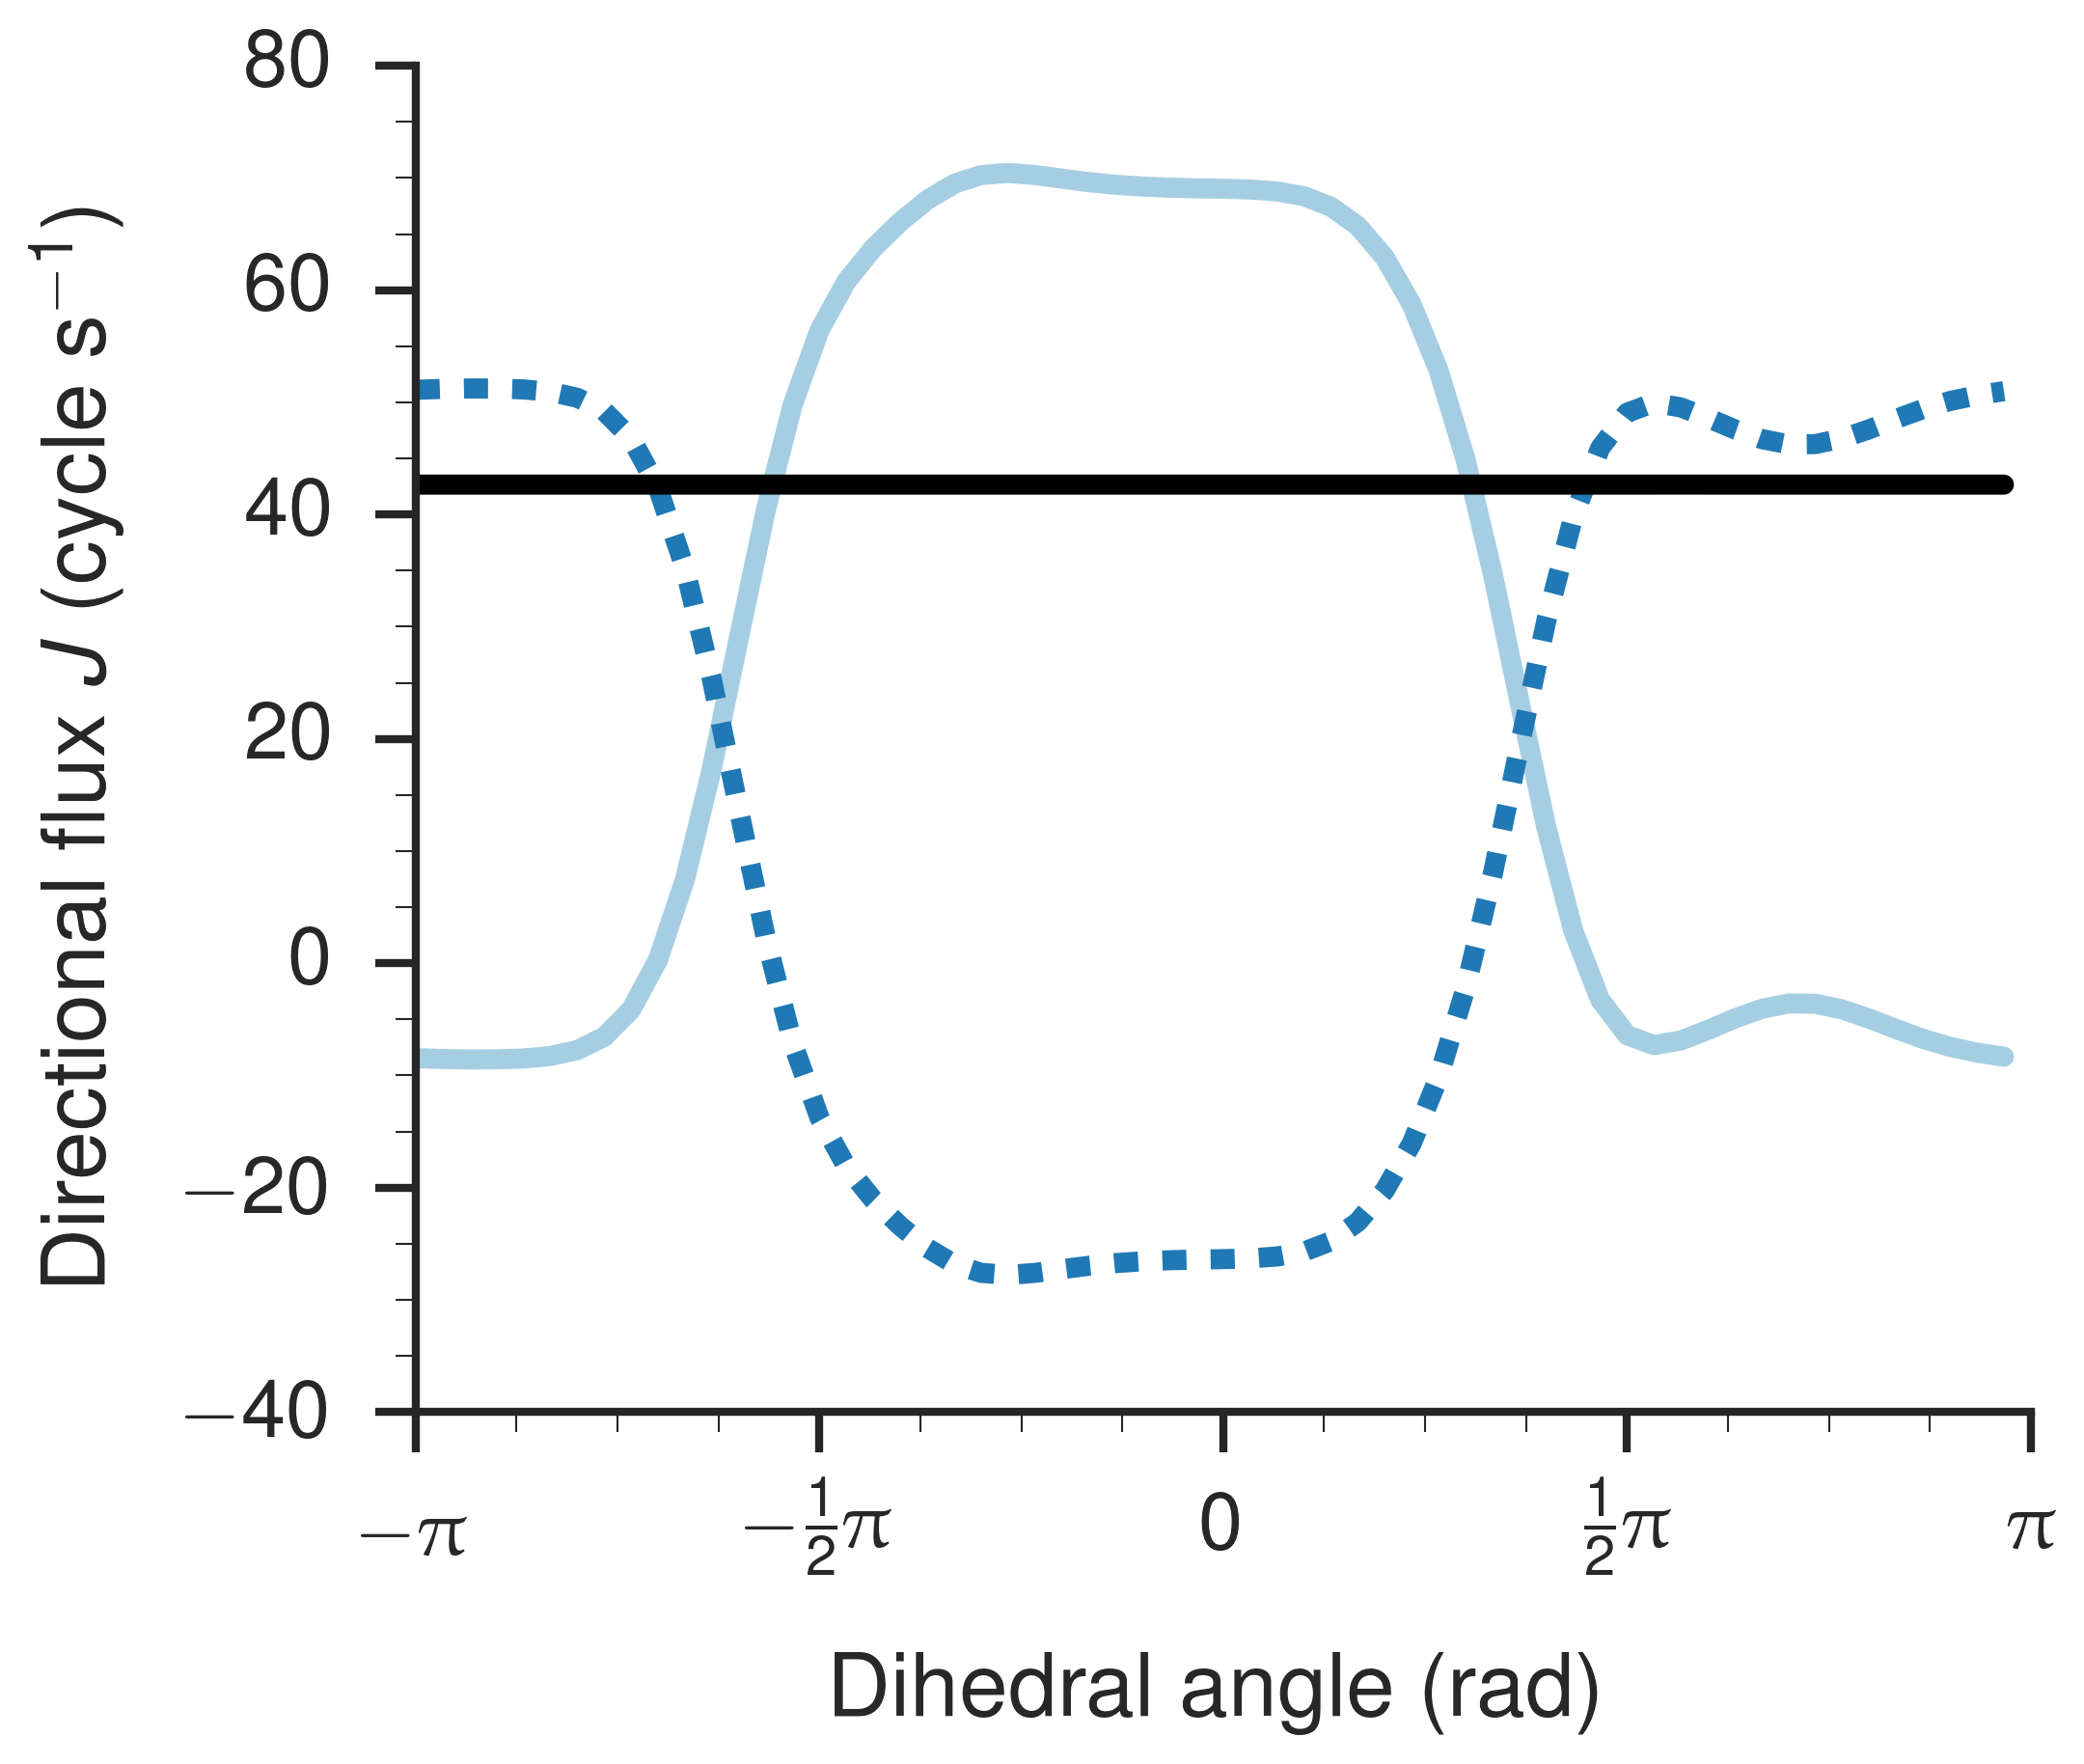 Directional flux J (cycle s⁻¹)
80
60
40
20
0
−20
−40
−π
−½π
0
½π
π
Dihedral angle (rad)